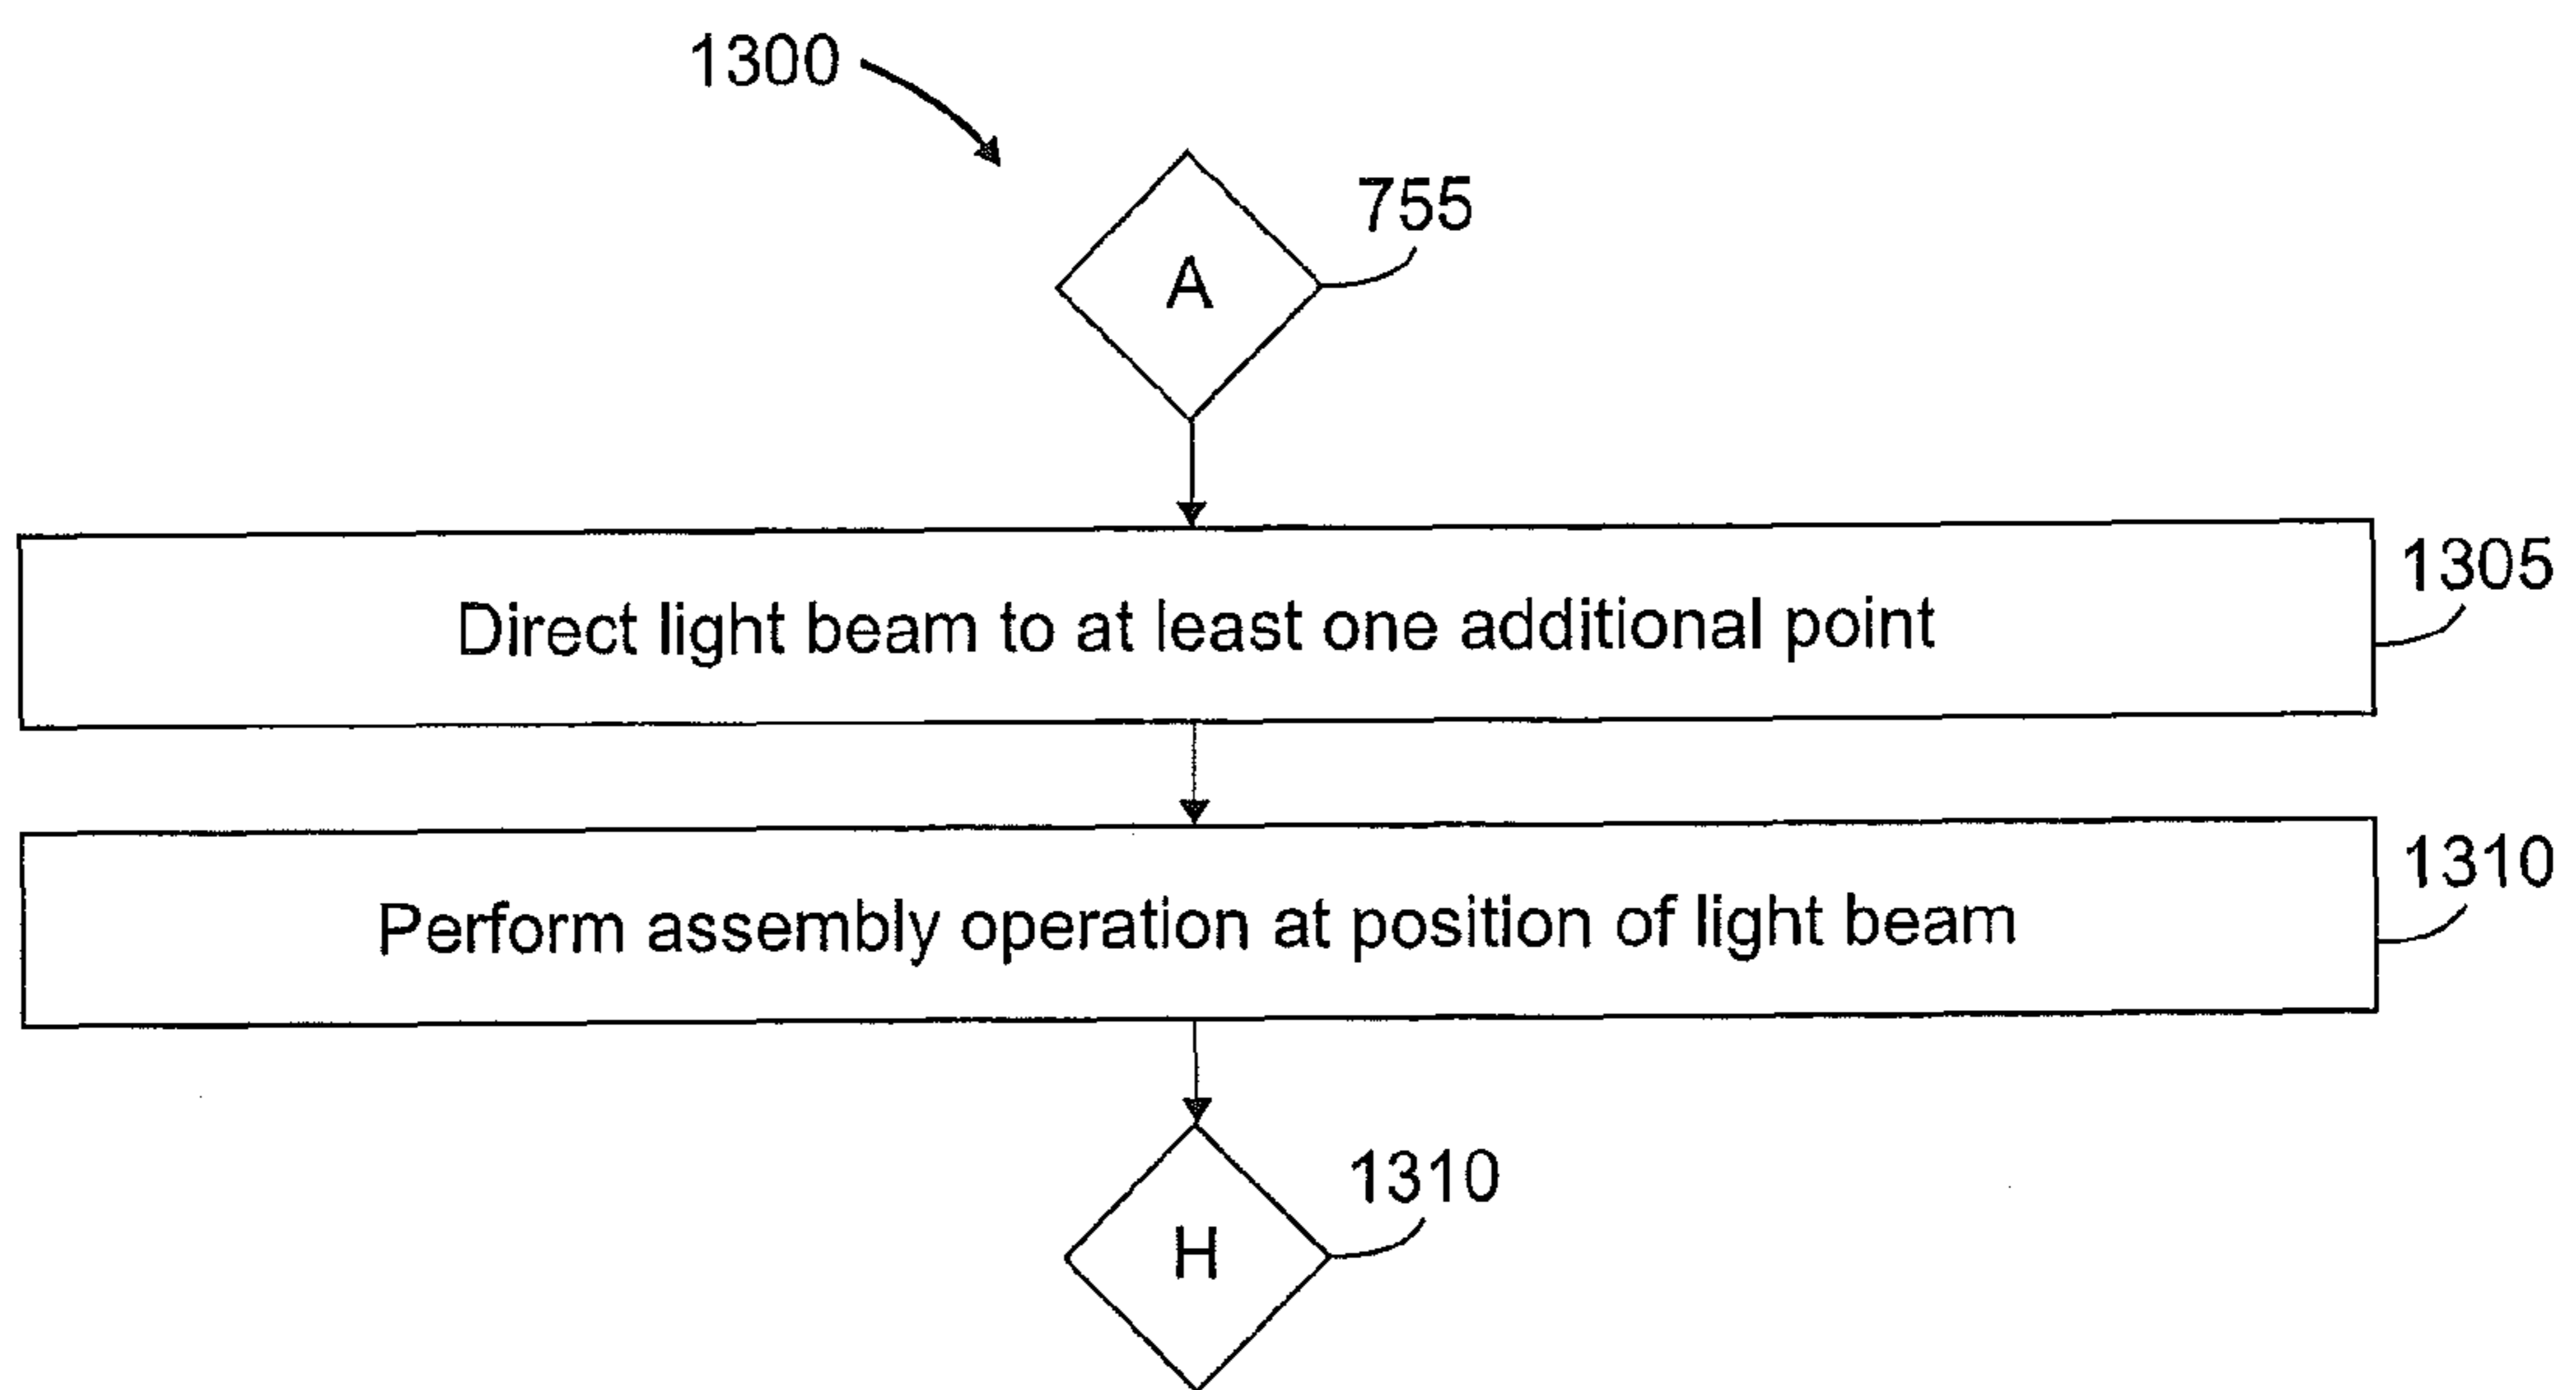 1300
755
A
1305
Direct light beam to at least one additional point
1310
Perform assembly operation at position of light beam
1310
H